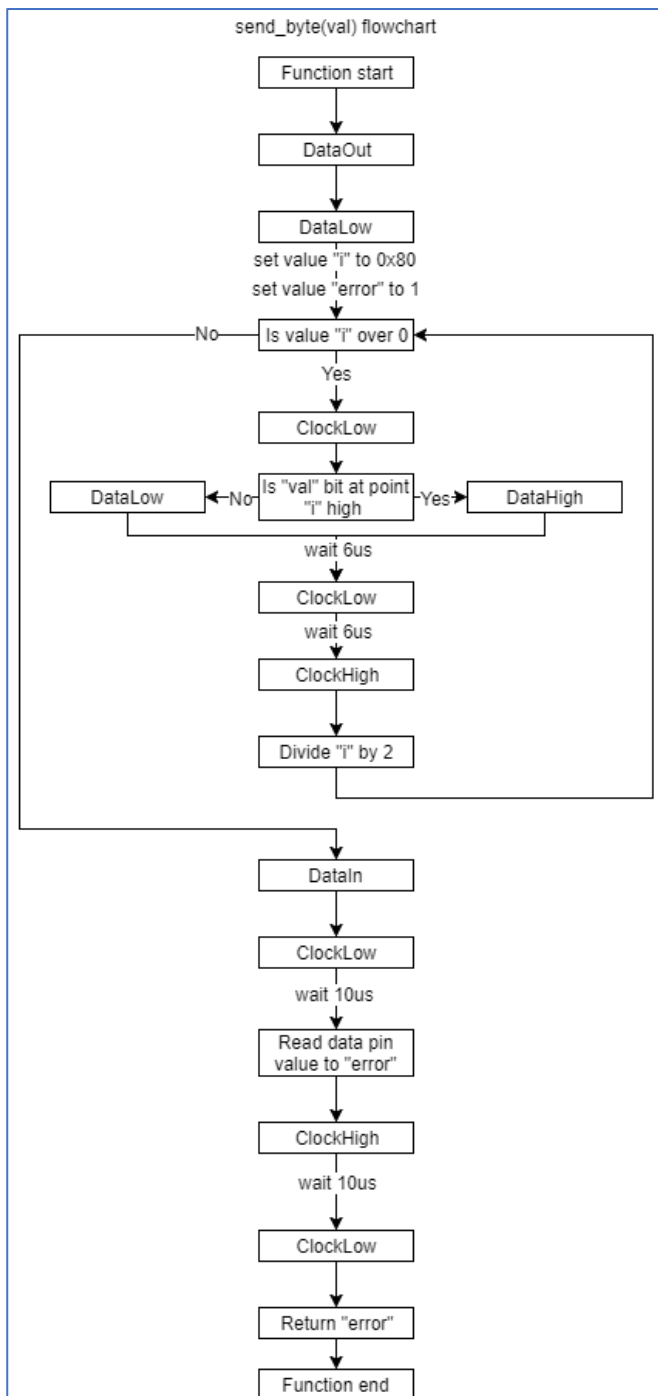 send_byte(val) flowchart
Function start
DataOut
DataLow
set value "i" to 0x80
set value "error" to 1
No
Is value "i" over 0
Yes
ClockLow
DataLow
No
Is "val" bit at point
"i" high
Yes
DataHigh
wait 6us
ClockLow
wait 6us
ClockHigh
Divide "i" by 2
DataIn
ClockLow
wait 10us
Read data pin
value to "error"
ClockHigh
wait 10us
ClockLow
Return "error"
Function end